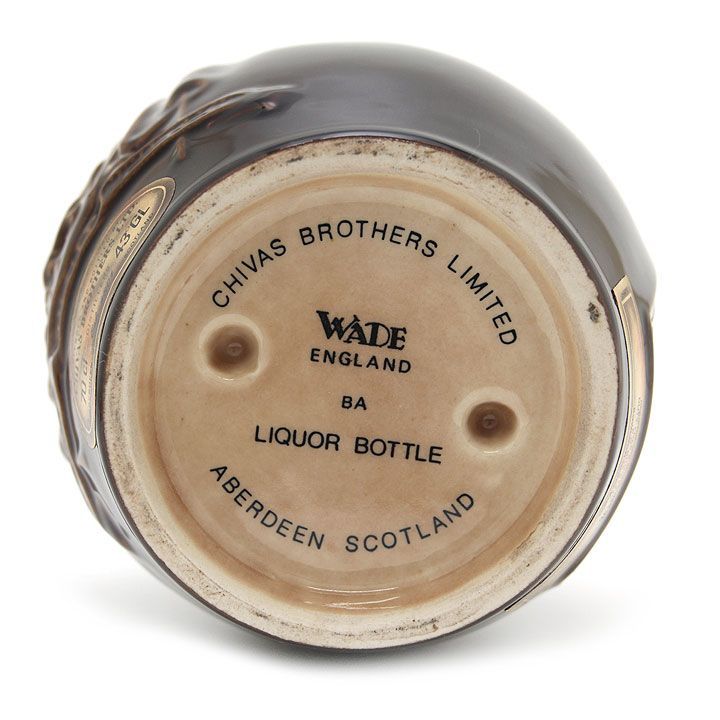 CHIVAS BROTHERS LIMITED
WADE
ENGLAND
BA
LIQUOR BOTTLE
ABERDEEN SCOTLAND
43 GL